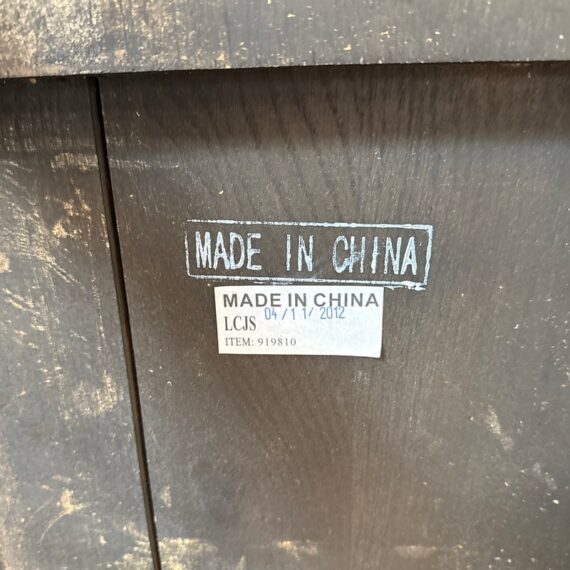 MADE IN CHINA
MADE IN CHINA
04/11/2012
LCJS
ITEM: 919810